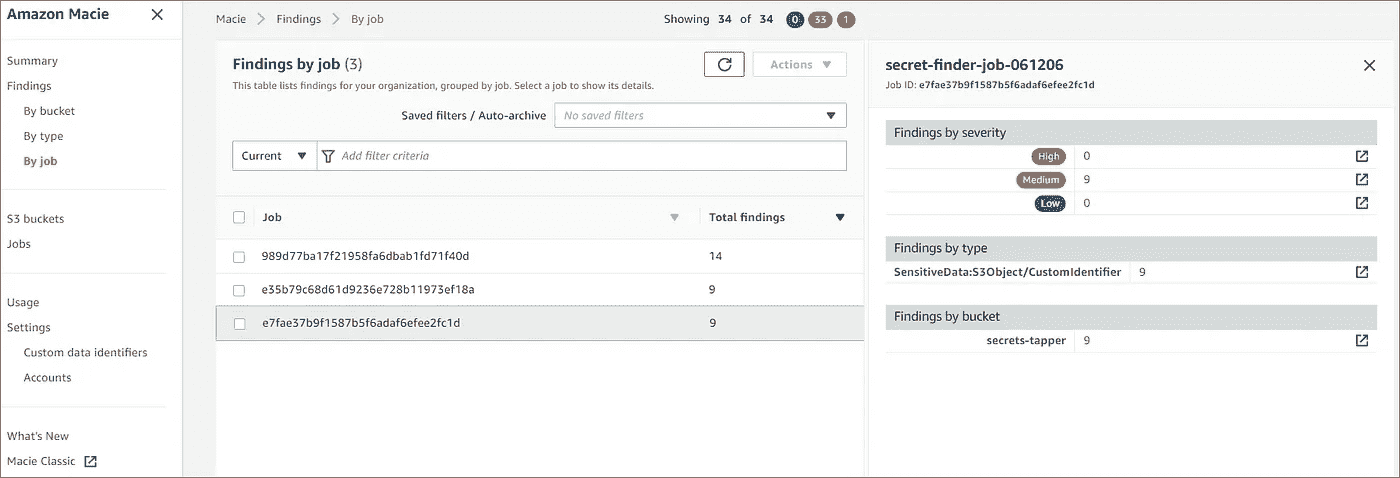 Amazon Macie
Summary
Findings
By bucket
By type
By job
S3 buckets
Jobs
Usage
Settings
Custom data identifiers
Accounts
What's New
Macie Classic
Macie Findings By job
Showing 34 of 34 0 33 1
Findings by job (3)
Actions
This table lists findings for your organization, grouped by job. Select a job to show its details.
Saved filters / Auto-archive No saved filters
Current Add filter criteria
Job Total findings
989d77ba17f21958fa6dbab1fd71f40d 14
e35b79c68d61d9236e728b11973ef18a 9
e7fae37b9f1587b5f6adaf6efee2fc1d 9
secret-finder-job-061206
Job ID: e7fae37b9f1587b5f6adaf6efee2fc1d
Findings by severity
High 0
Medium 9
Low 0
Findings by type
SensitiveData:S3Object/CustomIdentifier 9
Findings by bucket
secrets-tapper 9